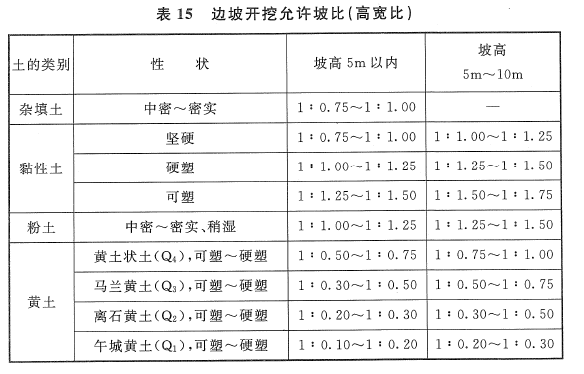 表 15 边坡开挖允许坡比(高宽比)
土的类别 性 状 坡高 5m 以内 坡高 5m～10m
杂填土 中密～密实 1∶0.75～1∶1.00 —
黏性土 坚硬 1∶0.75～1∶1.00 1∶1.00～1∶1.25
硬塑 1∶1.00～1∶1.25 1∶1.25～1∶1.50
可塑 1∶1.25～1∶1.50 1∶1.50～1∶1.75
粉土 中密～密实、稍湿 1∶1.00～1∶1.25 1∶1.25～1∶1.50
黄土 黄土状土(Q₄),可塑～硬塑 1∶0.50～1∶0.75 1∶0.75～1∶1.00
马兰黄土(Q₃),可塑～硬塑 1∶0.30～1∶0.50 1∶0.50～1∶0.75
离石黄土(Q₂),可塑～硬塑 1∶0.20～1∶0.30 1∶0.30～1∶0.50
午城黄土(Q₁),可塑～硬塑 1∶0.10～1∶0.20 1∶0.20～1∶0.30